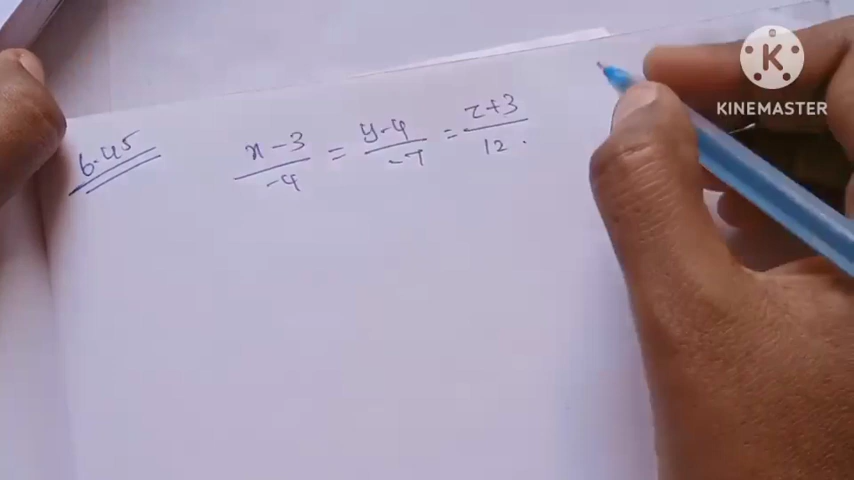 6.45
x - 3 / -4 = y - 4 / -7 = z + 3 / 12.
K
KINEMASTER